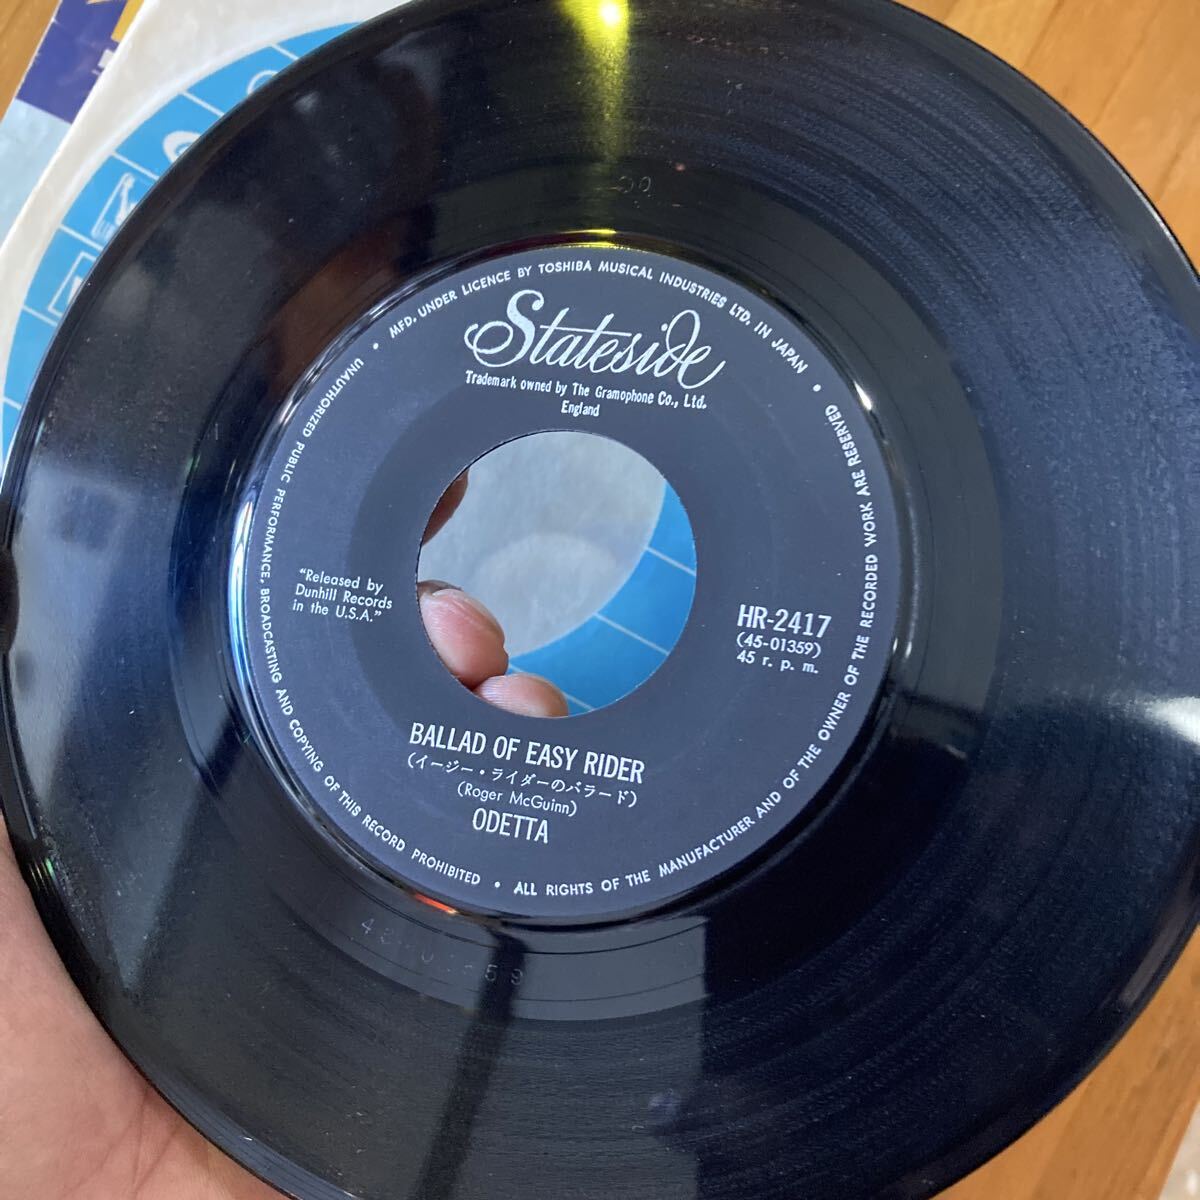 MFD. UNDER LICENCE BY TOSHIBA MUSICAL INDUSTRIES LTD. IN JAPAN •
Stateside
Trademark owned by The Gramophone Co., Ltd.
England
"Released by
Dunhill Records
in the U.S.A."
HR-2417
(45-01359)
45 r. p. m.
BALLAD OF EASY RIDER
(イージー・ライダーのバラード)
(Roger McGuinn)
ODETTA
ALL RIGHTS OF THE MANUFACTURER AND OF THE OWNER OF THE RECORDED WORK ARE RESERVED •
UNAUTHORIZED PUBLIC PERFORMANCE, BROADCASTING AND COPYING OF THIS RECORD PROHIBITED •